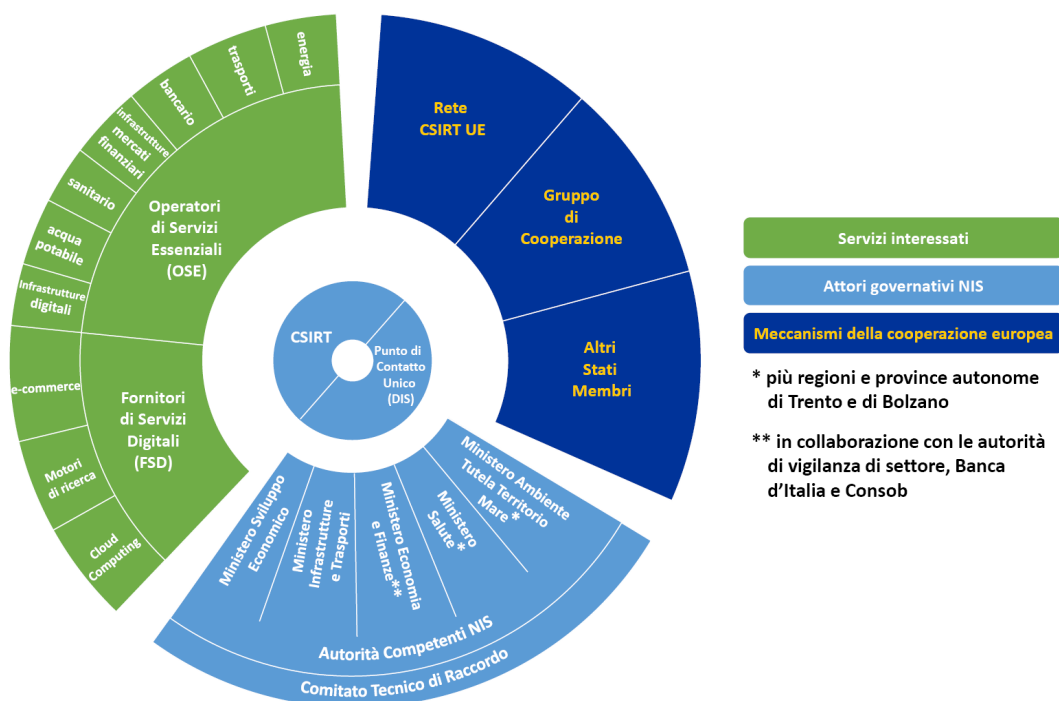 energia
trasporti
bancario
infrastrutture
mercati
finanziari
sanitario
acqua
potabile
Infrastrutture
digitali
e-commerce
Motori
di ricerca
Cloud
Computing
Operatori
di Servizi
Essenziali
(OSE)
Fornitori
di Servizi
Digitali
(FSD)
Rete
CSIRT UE
Gruppo
di
Cooperazione
Altri
Stati
Membri
CSIRT
Punto di
Contatto
Unico
(DIS)
Ministero Sviluppo
Economico
Ministero
Infrastrutture
e Trasporti
Ministero Economia
e Finanze**
Ministero
Salute *
Ministero Ambiente
Tutela Territorio
Mare *
Autorità Competenti NIS
Comitato Tecnico di Raccordo
Servizi interessati
Attori governativi NIS
Meccanismi della cooperazione europea
* più regioni e province autonome
di Trento e di Bolzano
** in collaborazione con le autorità
di vigilanza di settore, Banca
d'Italia e Consob